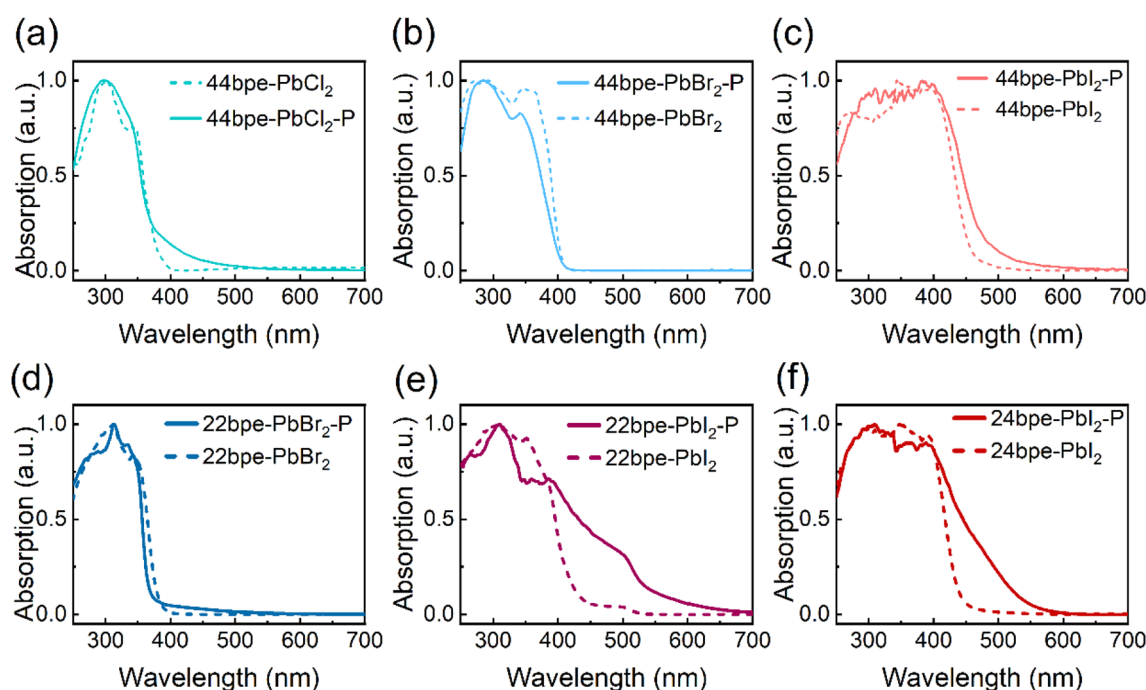 (a)
44bpe-PbCl₂
44bpe-PbCl₂-P
Absorption (a.u.)
1.0
0.5
0.0
300 400 500 600 700
Wavelength (nm)
(b)
44bpe-PbBr₂-P
44bpe-PbBr₂
Absorption (a.u.)
1.0
0.5
0.0
300 400 500 600 700
Wavelength (nm)
(c)
44bpe-PbI₂-P
44bpe-PbI₂
Absorption (a.u.)
1.0
0.5
0.0
300 400 500 600 700
Wavelength (nm)
(d)
22bpe-PbBr₂-P
22bpe-PbBr₂
Absorption (a.u.)
1.0
0.5
0.0
300 400 500 600 700
Wavelength (nm)
(e)
22bpe-PbI₂-P
22bpe-PbI₂
Absorption (a.u.)
1.0
0.5
0.0
300 400 500 600 700
Wavelength (nm)
(f)
24bpe-PbI₂-P
24bpe-PbI₂
Absorption (a.u.)
1.0
0.5
0.0
300 400 500 600 700
Wavelength (nm)